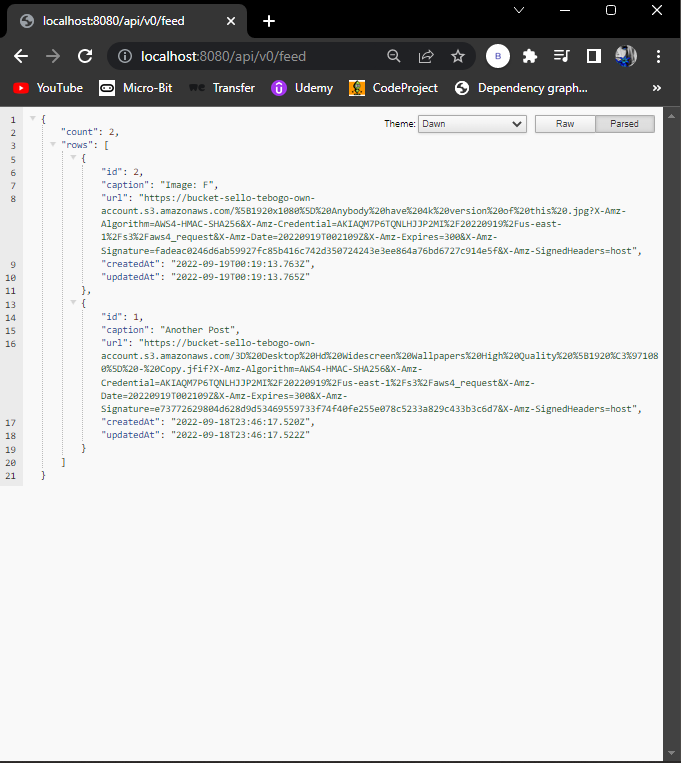 localhost:8080/api/v0/feed
localhost:8080/api/v0/feed
B
YouTube Micro-Bit we Transfer Udemy CodeProject Dependency graph... »
Theme: Dawn Raw Parsed
1 {
2 "count": 2,
3 "rows": [
5 {
6 "id": 2,
7 "caption": "Image: F",
8 "url": "https://bucket-sello-tebogo-own-
account.s3.amazonaws.com/%5B1920x1080%5D%20Anybody%20have%204k%20version%20of%20this%20.jpg?X-Amz-
Algorithm=AWS4-HMAC-SHA256&X-Amz-Credential=AKIAQM7P6TQNLHJJP2MI%2F20220919%2Fus-east-
1%2Fs3%2Faws4_request&X-Amz-Date=20220919T002109Z&X-Amz-Expires=300&X-Amz-
Signature=fadeac0246d6ab59927fc85b416c742d350724243e3ee864a76bd6727c914e5f&X-Amz-SignedHeaders=host",
9 "createdAt": "2022-09-19T00:19:13.763Z",
10 "updatedAt": "2022-09-19T00:19:13.765Z"
11 },
13 {
14 "id": 1,
15 "caption": "Another Post",
16 "url": "https://bucket-sello-tebogo-own-
account.s3.amazonaws.com/3D%20Desktop%20Hd%20Widescreen%20Wallpapers%20High%20Quality%20%5B1920%C3%971080
0%5D%20-%20Copy.jfif?X-Amz-Algorithm=AWS4-HMAC-SHA256&X-Amz-
Credential=AKIAQM7P6TQNLHJJP2MI%2F20220919%2Fus-east-1%2Fs3%2Faws4_request&X-Amz-
Date=20220919T002109Z&X-Amz-Expires=300&X-Amz-
Signature=e73772629804d628d9d53469559733f74f40fe255e078c5233a829c433b3c6d7&X-Amz-SignedHeaders=host",
17 "createdAt": "2022-09-18T23:46:17.520Z",
18 "updatedAt": "2022-09-18T23:46:17.522Z"
19 }
20 ]
21 }